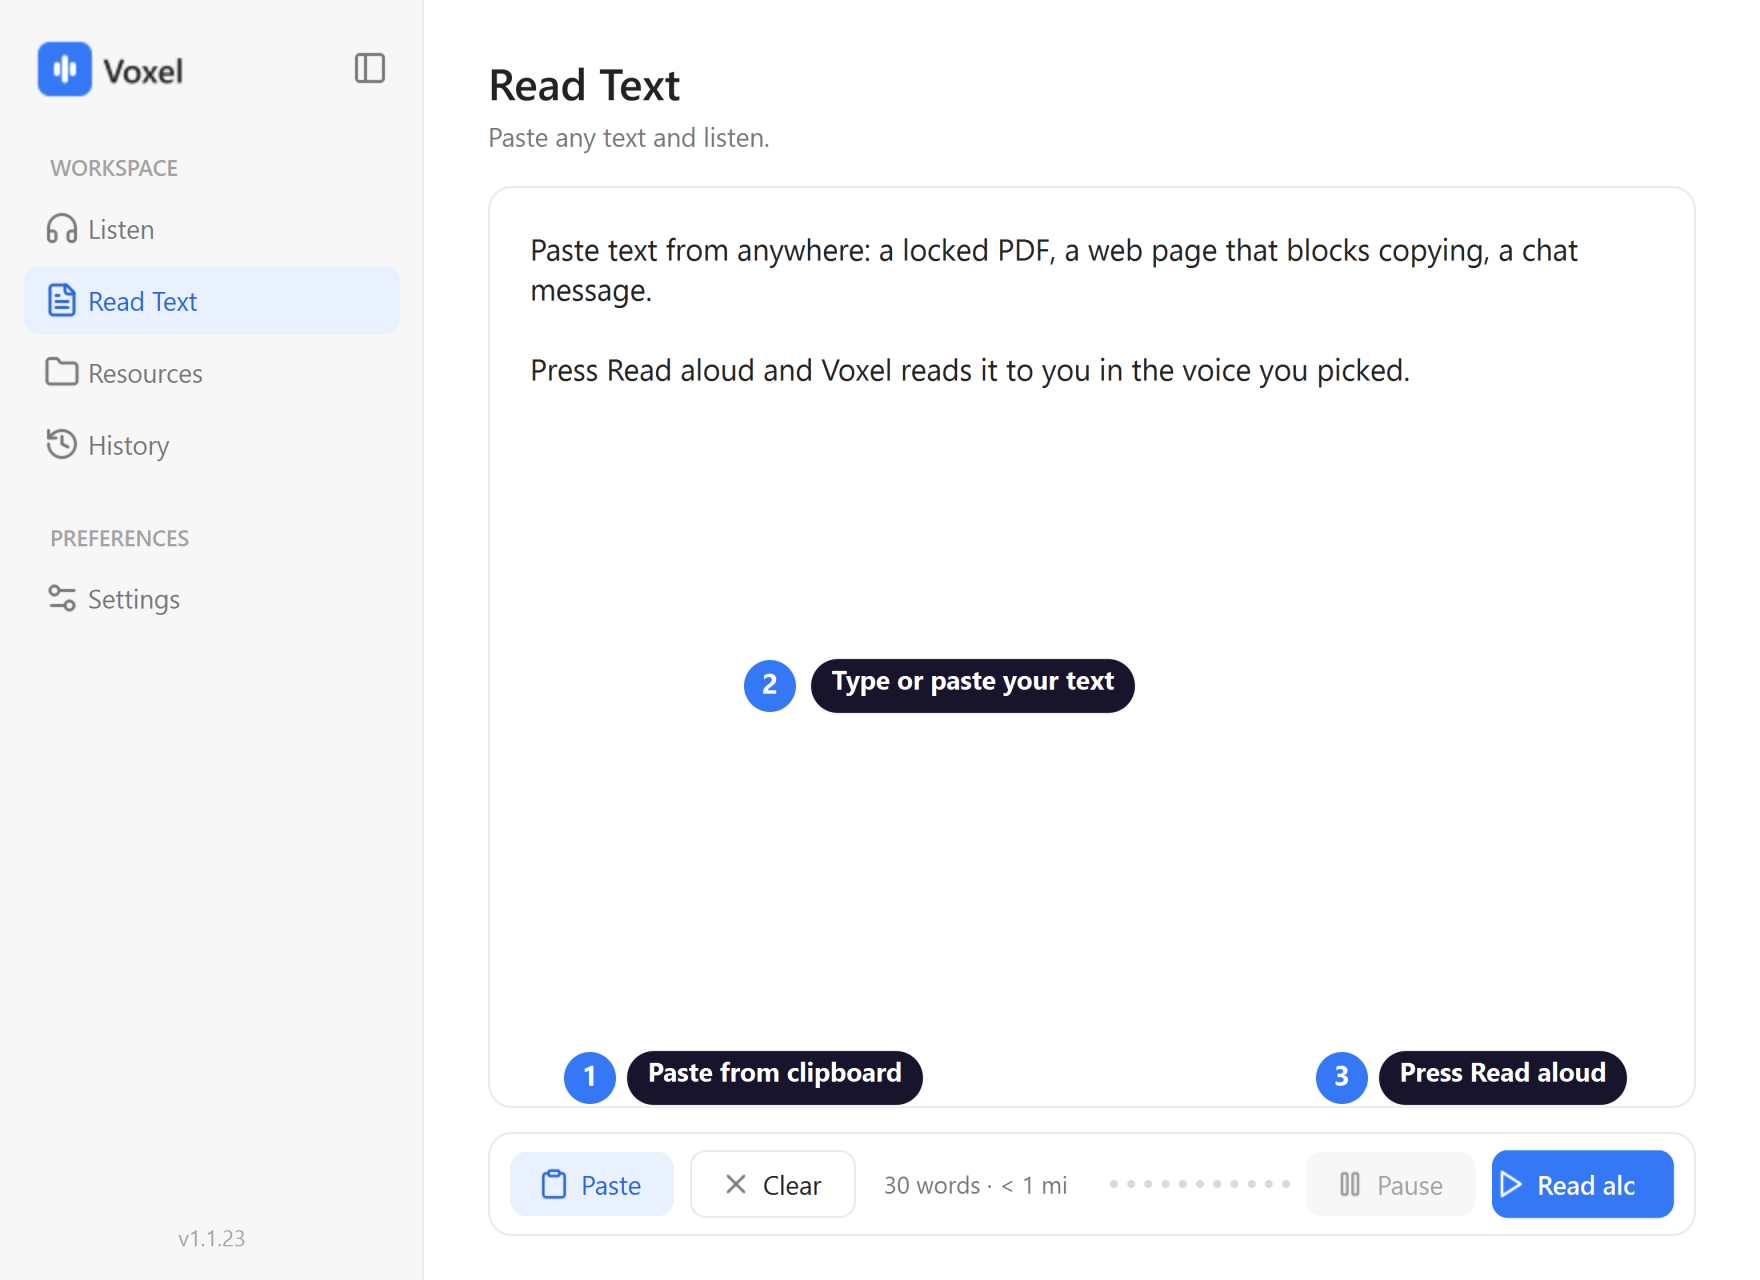 Voxel
WORKSPACE
Listen
Read Text
Resources
History
PREFERENCES
Settings
v1.1.23
Read Text
Paste any text and listen.
Paste text from anywhere: a locked PDF, a web page that blocks copying, a chat
message.
Press Read aloud and Voxel reads it to you in the voice you picked.
2 Type or paste your text
1 Paste from clipboard
3 Press Read aloud
Paste
Clear
30 words · < 1 mi
Pause
Read alc